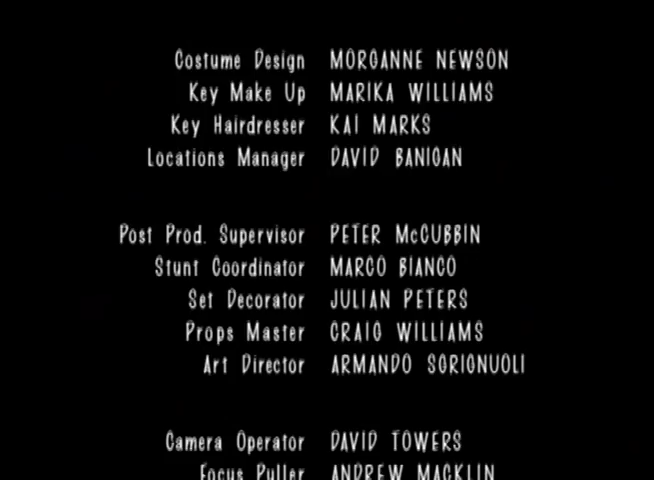 Costume Design MORGANNE NEWSON
Key Make Up MARIKA WILLIAMS
Key Hairdresser KAI MARKS
Locations Manager DAVID BANIGAN
Post Prod. Supervisor PETER McCUBBIN
Stunt Coordinator MARCO BIANCO
Set Decorator JULIAN PETERS
Props Master CRAIG WILLIAMS
Art Director ARMANDO SGRIGNUOLI
Camera Operator DAVID TOWERS
Focus Puller ANDREW MACKLIN